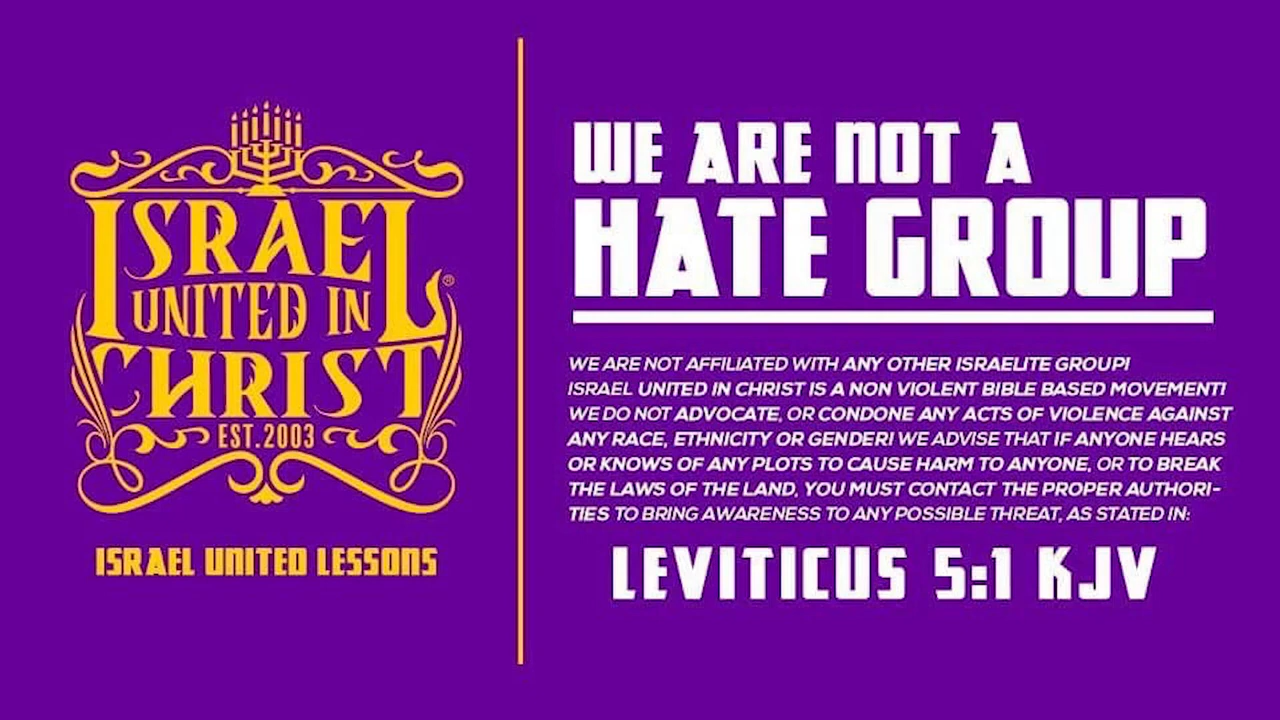 ISRAEL
UNITED IN
CHRIST
EST. 2003
ISRAEL UNITED LESSONS
WE ARE NOT A
HATE GROUP
WE ARE NOT AFFILIATED WITH ANY OTHER ISRAELITE GROUP!
ISRAEL UNITED IN CHRIST IS A NON VIOLENT BIBLE BASED MOVEMENT!
WE DO NOT ADVOCATE, OR CONDONE ANY ACTS OF VIOLENCE AGAINST
ANY RACE, ETHNICITY OR GENDER! WE ADVISE THAT IF ANYONE HEARS
OR KNOWS OF ANY PLOTS TO CAUSE HARM TO ANYONE, OR TO BREAK
THE LAWS OF THE LAND, YOU MUST CONTACT THE PROPER AUTHORI-
TIES TO BRING AWARENESS TO ANY POSSIBLE THREAT, AS STATED IN:
LEVITICUS 5:1 KJV